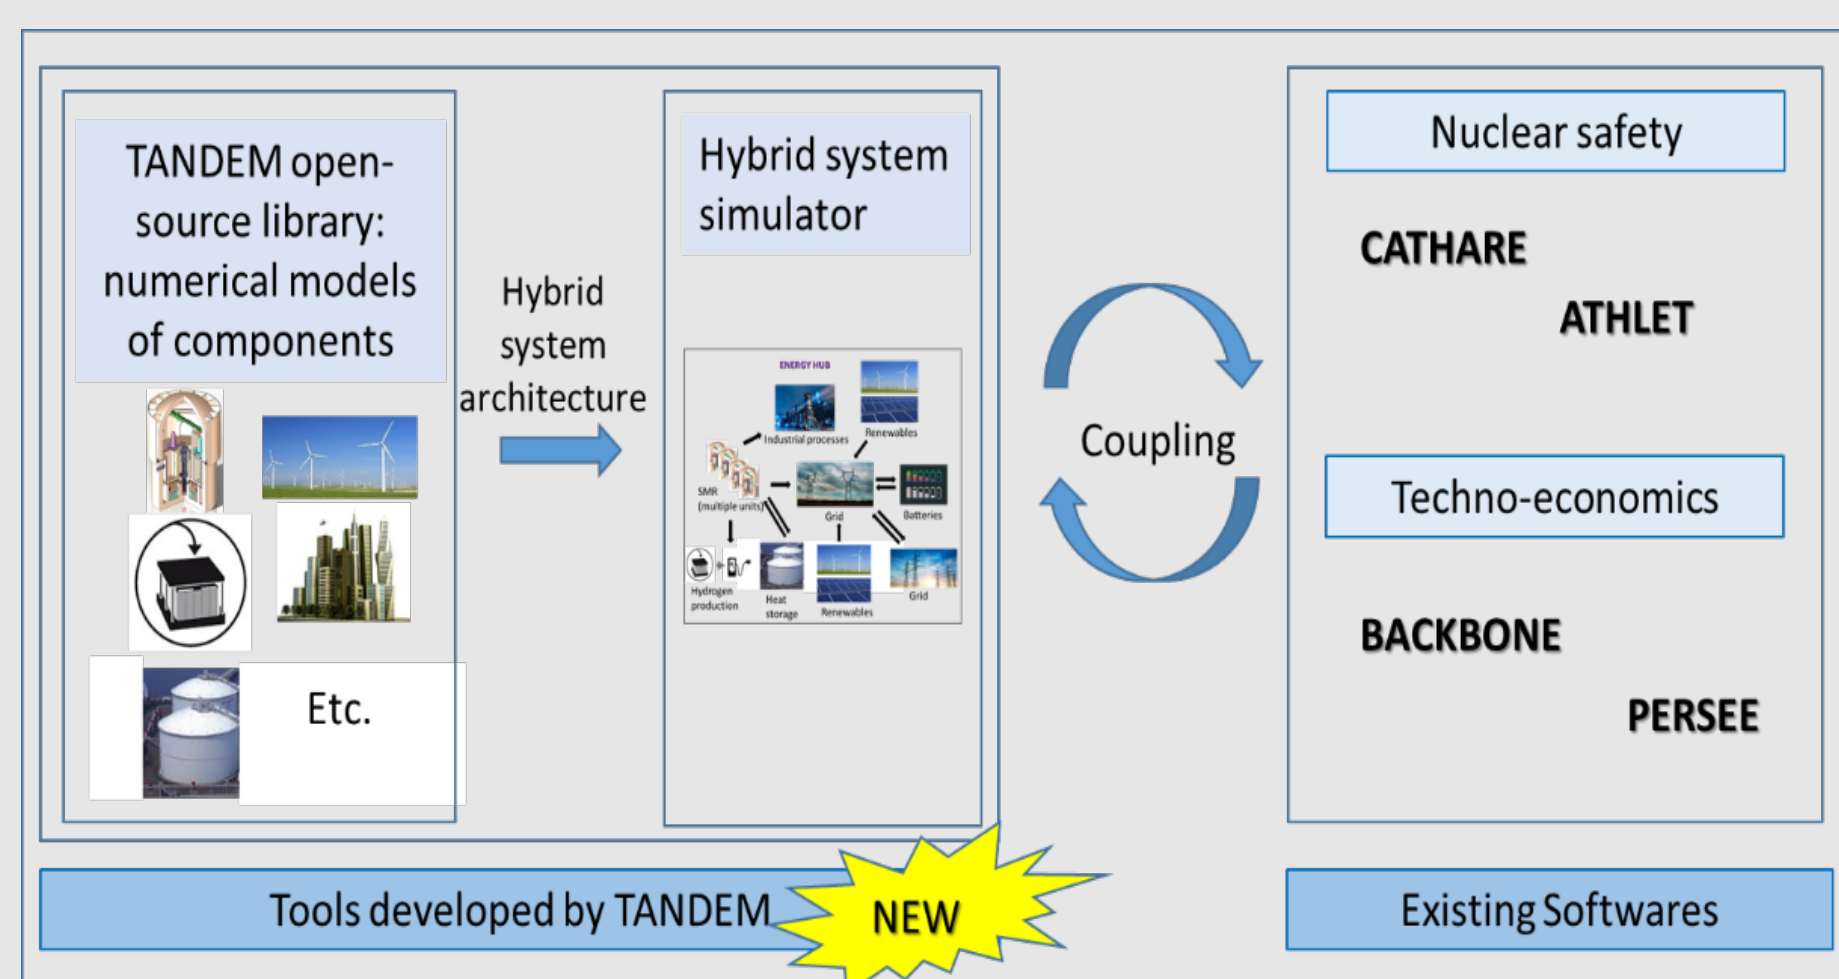 TANDEM open-
source library:
numerical models
of components
Etc.
Hybrid
system
architecture
Hybrid system
simulator
ENERGY HUB
Industrial processes
Renewables
SMR
(multiple units)
Grid
Batteries
Hydrogen
production
Heat
storage
Renewables
Grid
Coupling
Nuclear safety
CATHARE
ATHLET
Techno-economics
BACKBONE
PERSEE
Tools developed by TANDEM
NEW
Existing Softwares